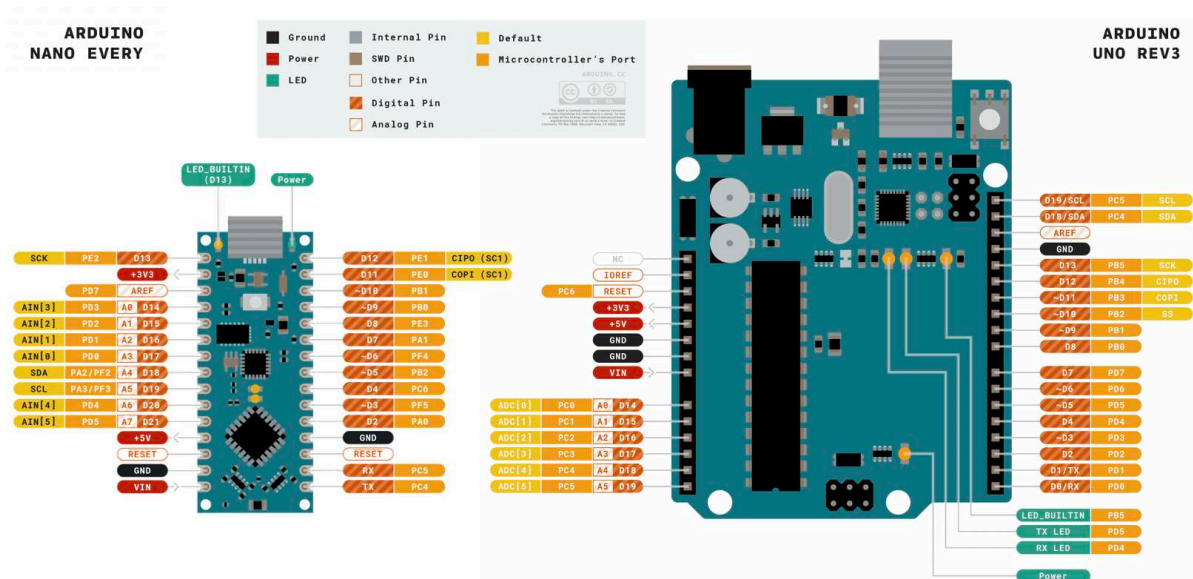 ARDUINO
NANO EVERY
Ground
Power
LED
Internal Pin
SWD Pin
Other Pin
Digital Pin
Analog Pin
Default
Microcontroller's Port
ARDUINO.CC
CC
BY SA
ARDUINO
UNO REV3
LED_BUILTIN
(D13)
Power
SCK PE2 D13
+3V3
PD7 AREF
AIN[3] PD3 A0 D14
AIN[2] PD2 A1 D15
AIN[1] PD1 A2 D16
AIN[0] PD0 A3 D17
SDA PA2/PF2 A4 D18
SCL PA3/PF3 A5 D19
AIN[4] PD4 A6 D20
AIN[5] PD5 A7 D21
+5V
RESET
GND
VIN
D12 PE1 CIPO (SC1)
D11 PE0 COPI (SC1)
~D10 PB1
~D9 PB0
D8 PE3
D7 PA1
~D6 PF4
~D5 PB2
D4 PC6
~D3 PF5
D2 PA0
GND
RESET
RX PC5
TX PC4
NC
IOREF
PC6 RESET
+3V3
+5V
GND
GND
VIN
ADC[0] PC0 A0 D14
ADC[1] PC1 A1 D15
ADC[2] PC2 A2 D16
ADC[3] PC3 A3 D17
ADC[4] PC4 A4 D18
ADC[5] PC5 A5 D19
D19/SCL PC5 SCL
D18/SDA PC4 SDA
AREF
GND
D13 PB5 SCK
D12 PB4 CIPO
~D11 PB3 COPI
~D10 PB2 SS
~D9 PB1
D8 PB0
D7 PD7
~D6 PD6
~D5 PD5
D4 PD4
~D3 PD3
D2 PD2
D1/TX PD1
D0/RX PD0
LED_BUILTIN PB5
TX LED PD5
RX LED PD4
Power